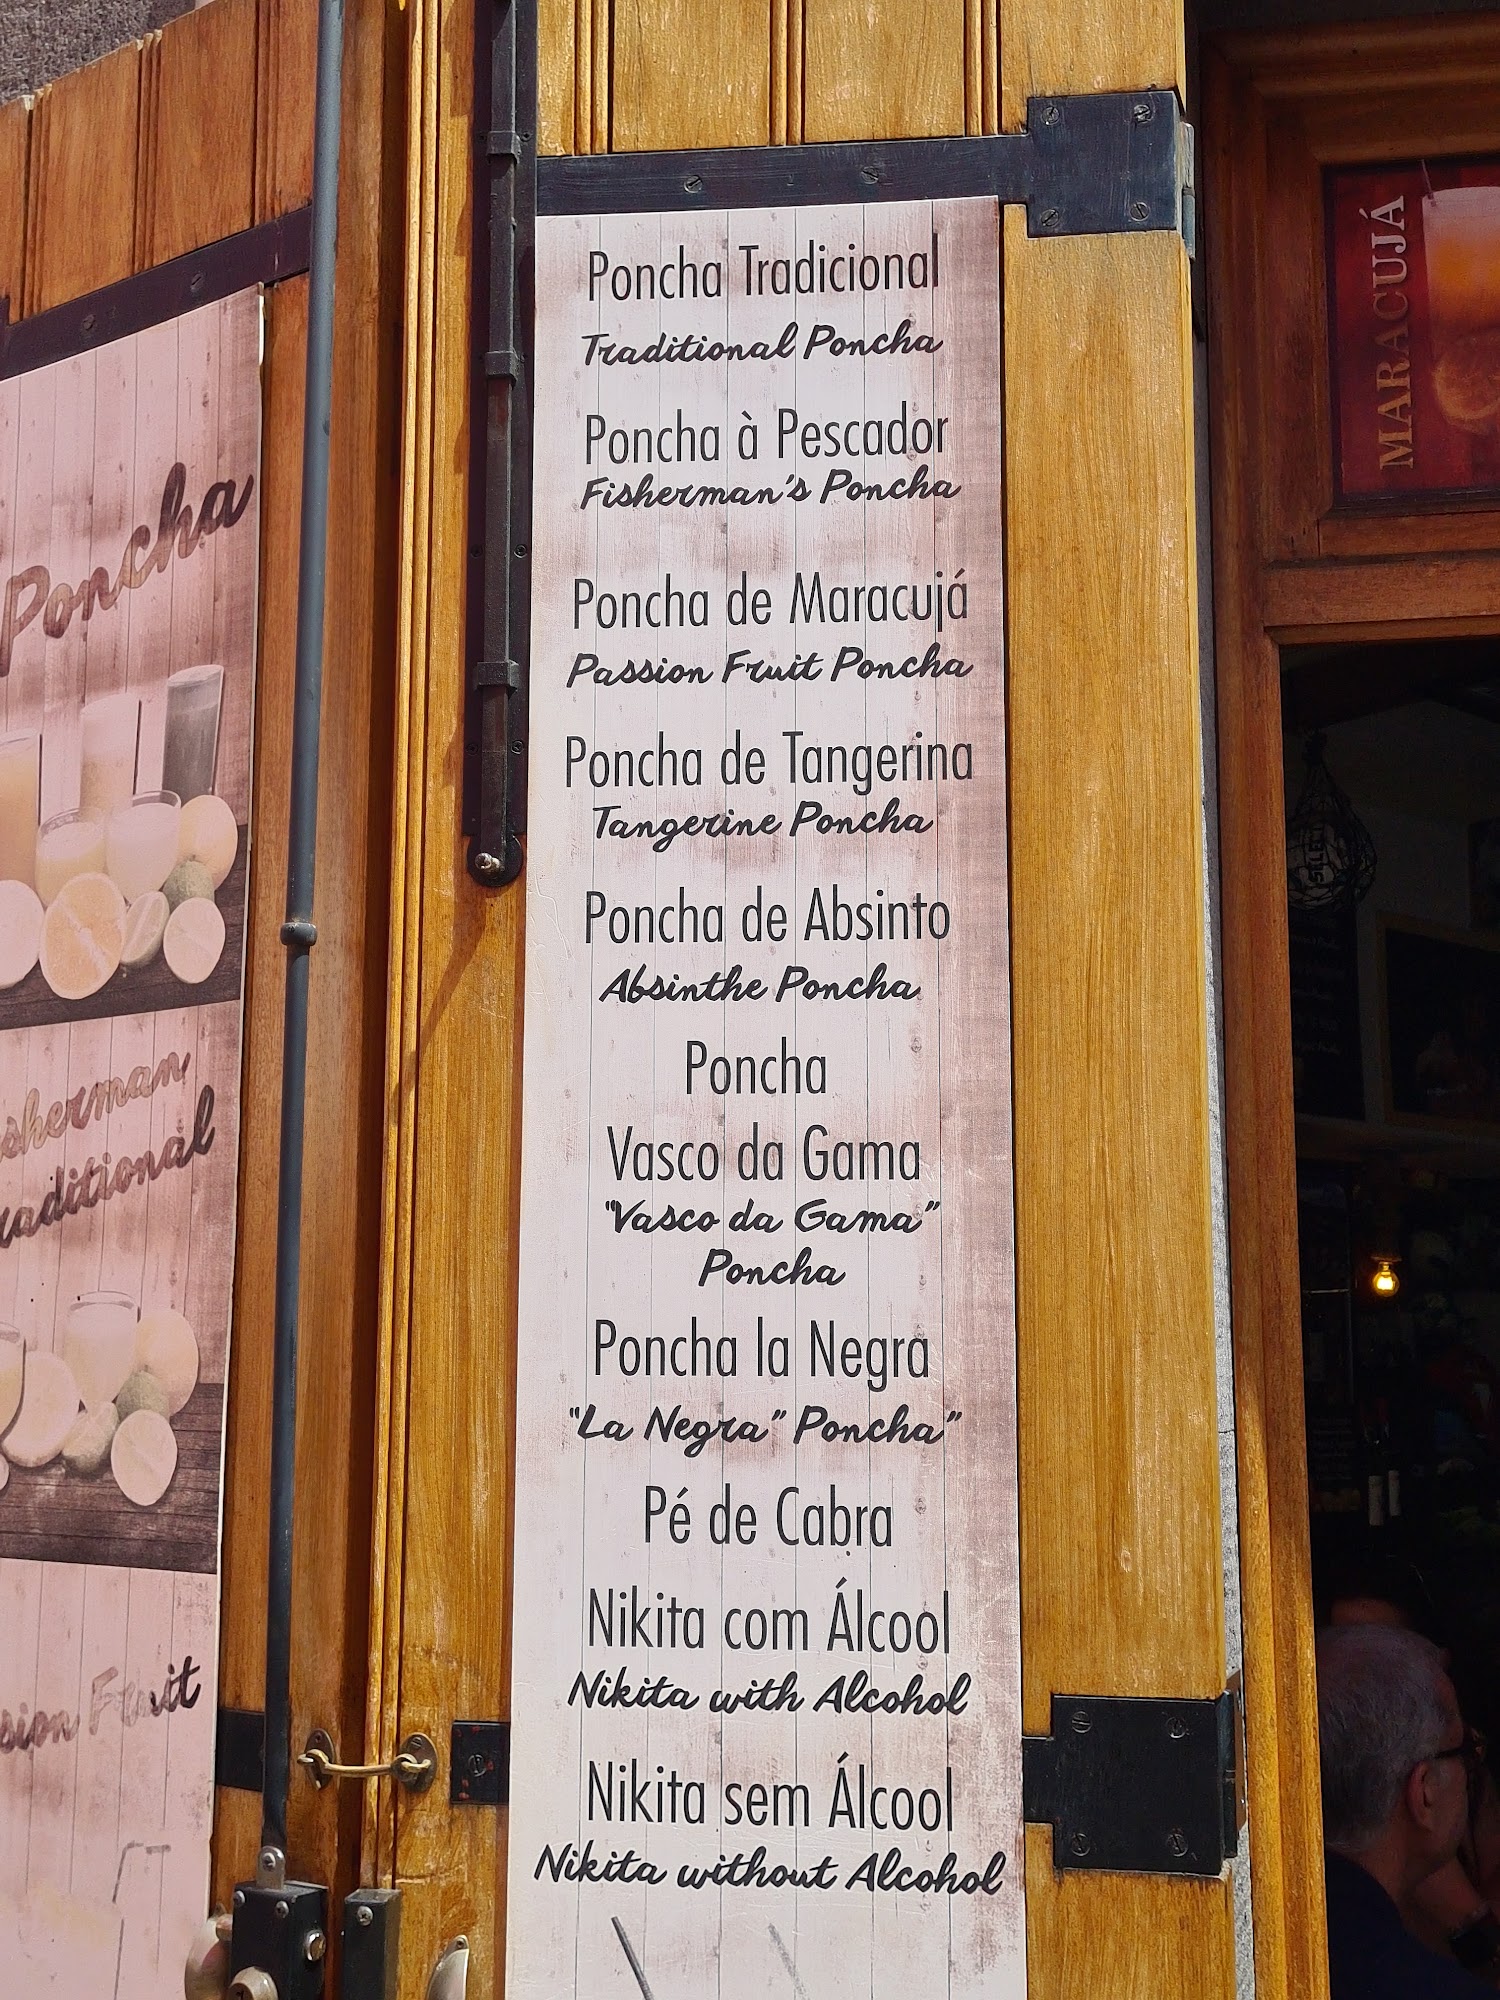 Poncha
Traditional
Fruit
Poncha Tradicional
Traditional Poncha
Poncha à Pescador
Fisherman's Poncha
Poncha de Maracujá
Passion Fruit Poncha
Poncha de Tangerina
Tangerine Poncha
Poncha de Absinto
Absinthe Poncha
Poncha
Vasco da Gama
"Vasco da Gama"
Poncha
Poncha la Negra
"La Negra" Poncha"
Pé de Cabra
Nikita com Álcool
Nikita with Alcohol
Nikita sem Álcool
Nikita without Alcohol
MARACUJÁ